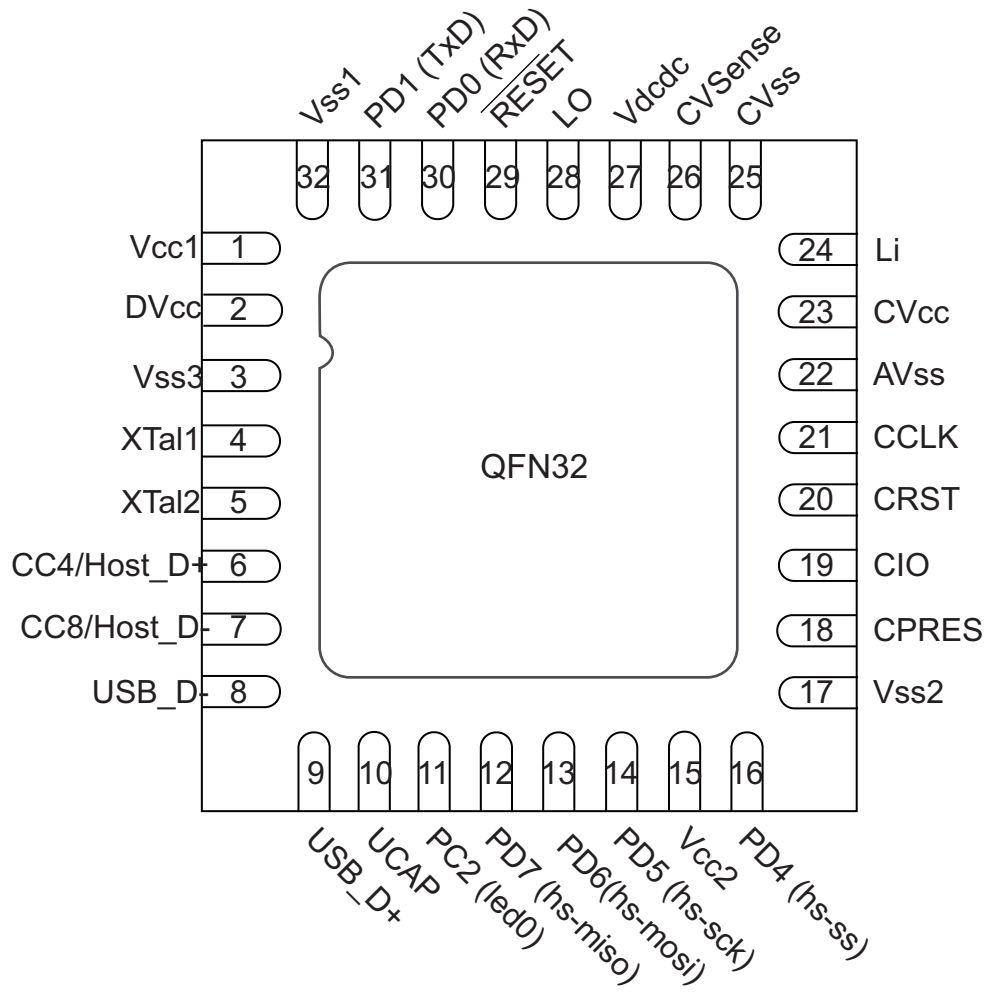 Vss1
PD1 (TxD)
PD0 (RxD)
RESET
LO
Vdcdc
CVSense
CVss
32
31
30
29
28
27
26
25
Vcc1 1
DVcc 2
Vss3 3
XTal1 4
XTal2 5
CC4/Host_D+ 6
CC8/Host_D- 7
USB_D- 8
QFN32
24 Li
23 CVcc
22 AVss
21 CCLK
20 CRST
19 CIO
18 CPRES
17 Vss2
9
10
11
12
13
14
15
16
USB_D+
UCAP
PC2 (led0)
PD7 (hs-miso)
PD6(hs-mosi)
PD5 (hs-sck)
Vcc2
PD4 (hs-ss)